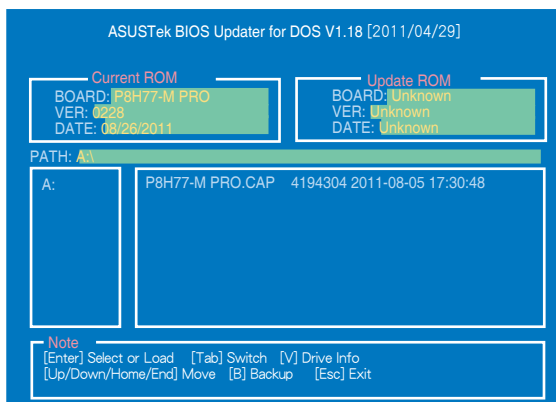 ASUSTek BIOS Updater for DOS V1.18 [2011/04/29]
Current ROM
BOARD: P8H77-M PRO
VER: 0228
DATE: 08/26/2011
Update ROM
BOARD: Unknown
VER: Unknown
DATE: Unknown
PATH: A:\
A:
P8H77-M PRO.CAP 4194304 2011-08-05 17:30:48
Note
[Enter] Select or Load [Tab] Switch [V] Drive Info
[Up/Down/Home/End] Move [B] Backup [Esc] Exit